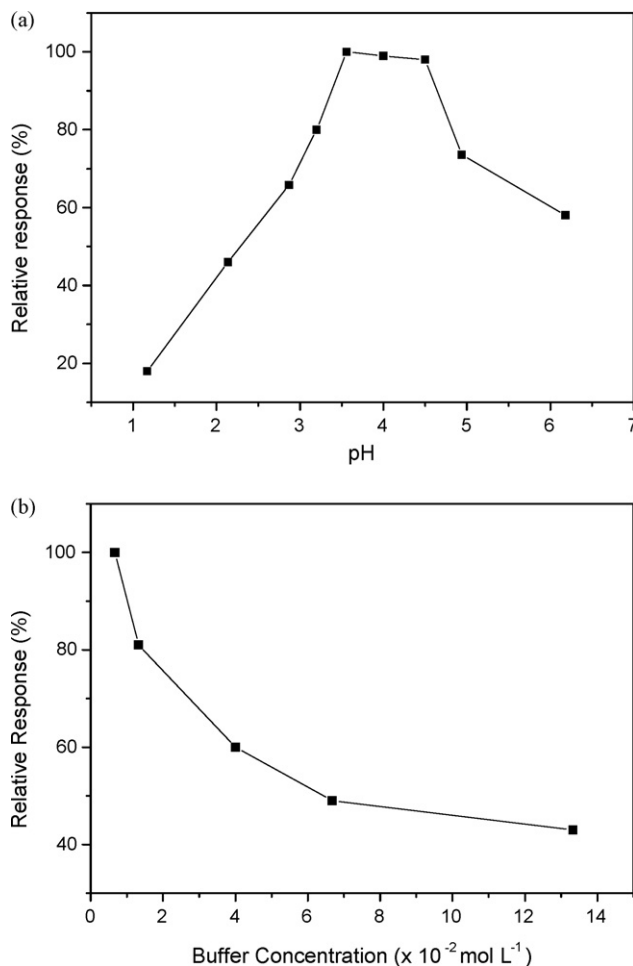 (a)
100
80
60
40
20
Relative response (%)
1 2 3 4 5 6 7
pH
(b)
100
80
60
40
Relative Response (%)
0 2 4 6 8 10 12 14
Buffer Concentration (x 10⁻² mol L⁻¹)